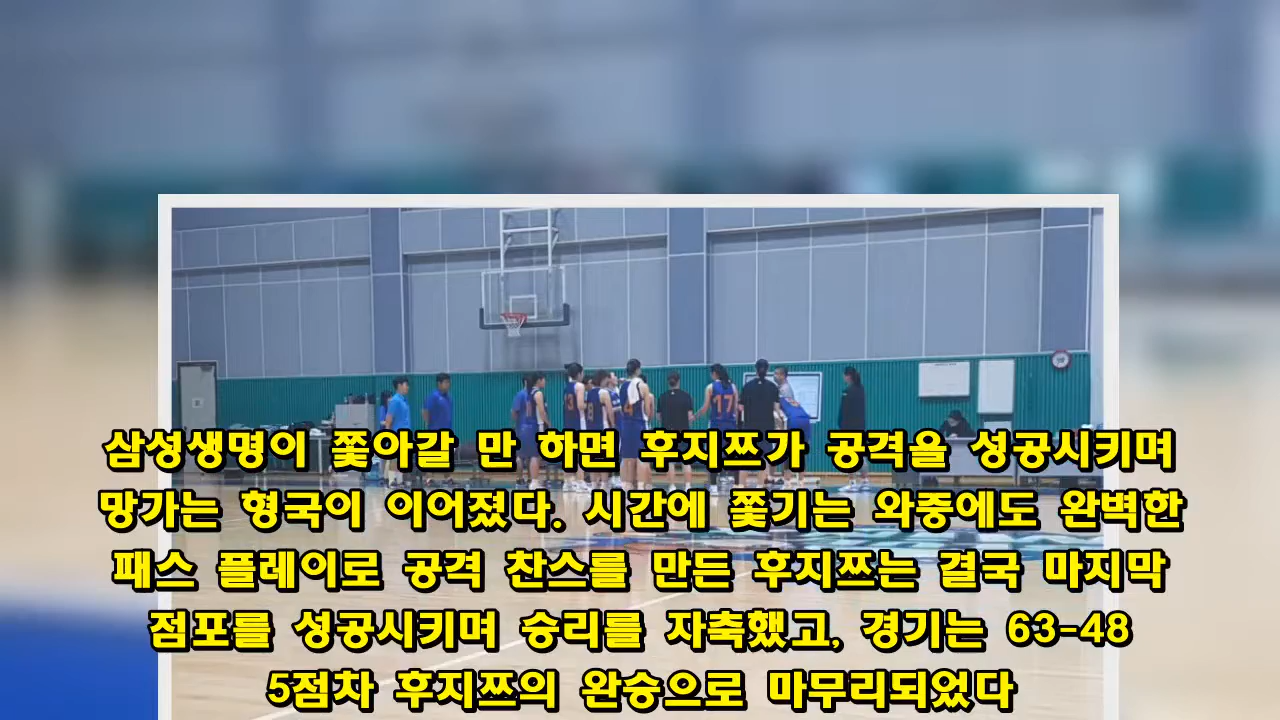 삼성생명이 쫓아갈 만 하면 후지쯔가 공격을 성공시키며
망가는 형국이 이어졌다. 시간에 쫓기는 와중에도 완벽한
패스 플레이로 공격 찬스를 만든 후지쯔는 결국 마지막
점포를 성공시키며 승리를 자축했고, 경기는 63-48
5점차 후지쯔의 완승으로 마무리되었다
13
8
4
17